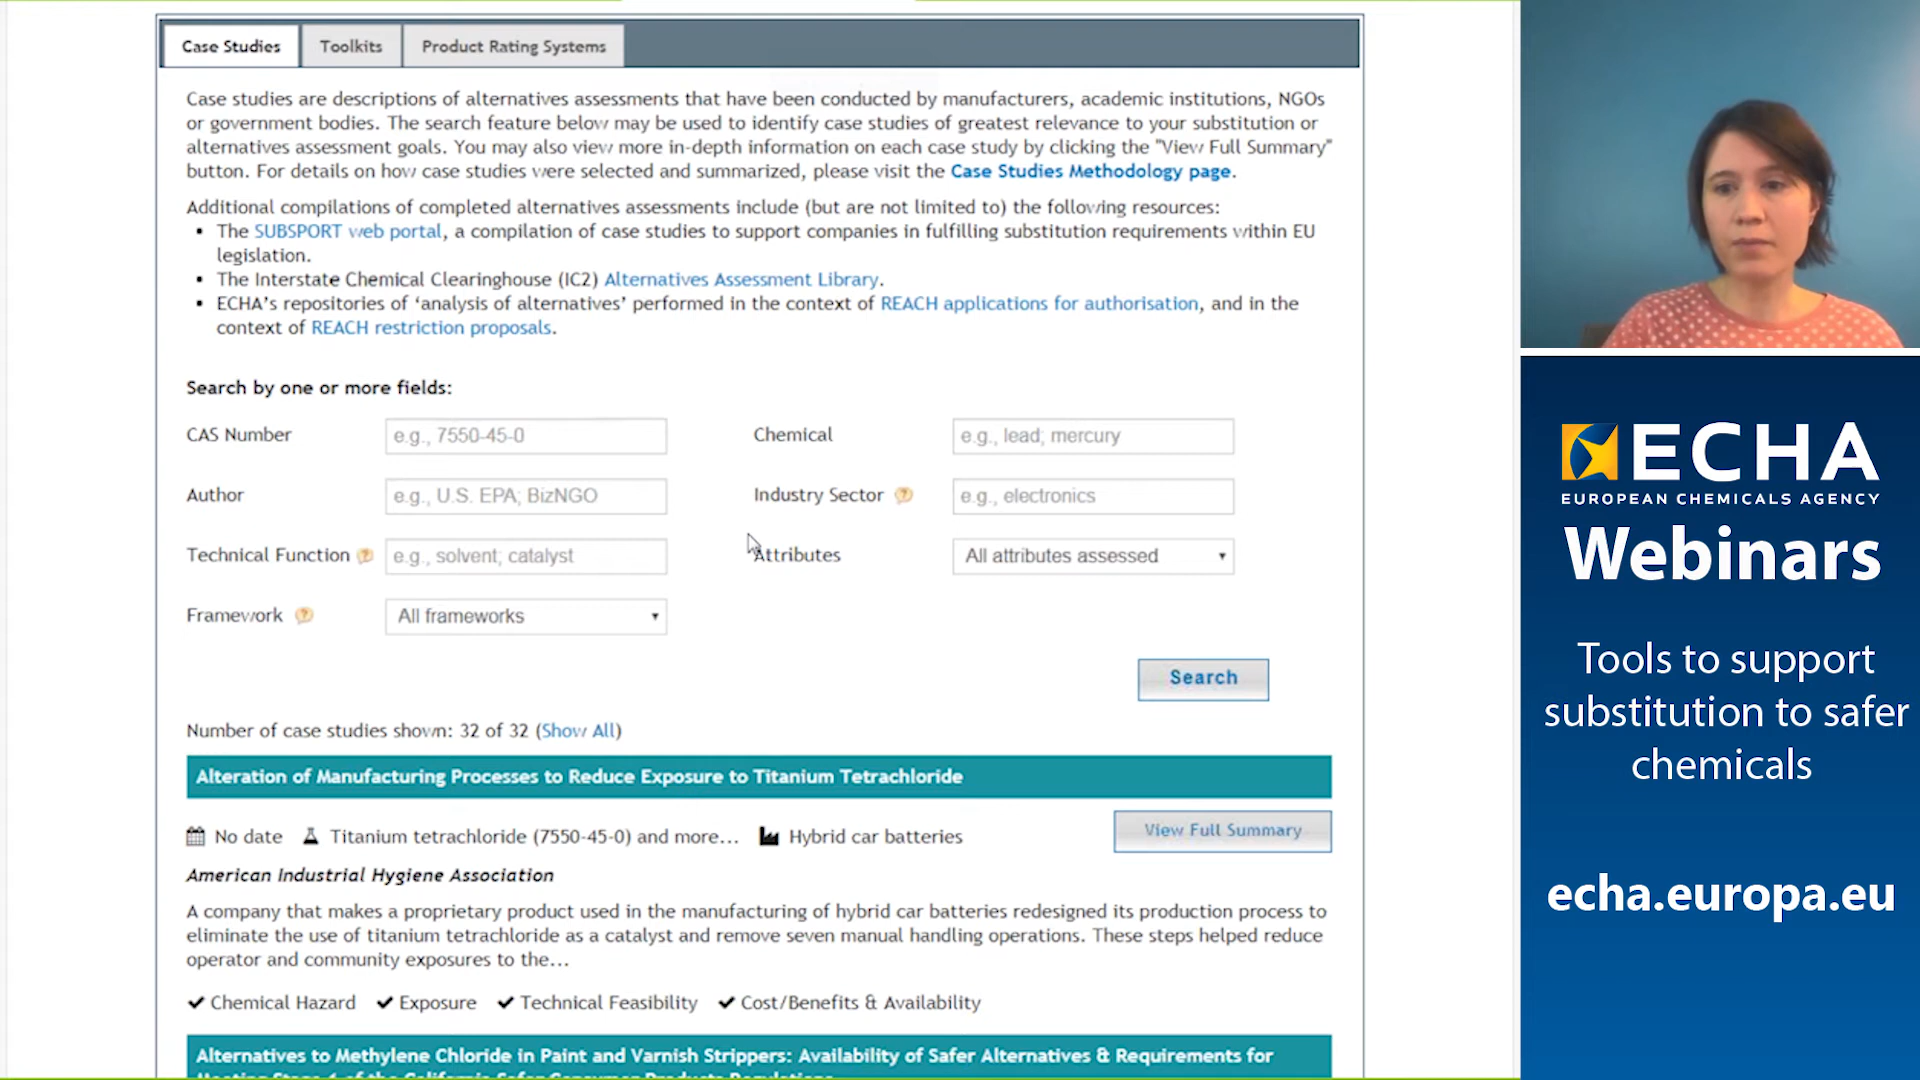 Case Studies
Toolkits
Product Rating Systems
Case studies are descriptions of alternatives assessments that have been conducted by manufacturers, academic institutions, NGOs
or government bodies. The search feature below may be used to identify case studies of greatest relevance to your substitution or
alternatives assessment goals. You may also view more in-depth information on each case study by clicking the "View Full Summary"
button. For details on how case studies were selected and summarized, please visit the Case Studies Methodology page.
Additional compilations of completed alternatives assessments include (but are not limited to) the following resources:
• The SUBSPORT web portal, a compilation of case studies to support companies in fulfilling substitution requirements within EU
legislation.
• The Interstate Chemical Clearinghouse (IC2) Alternatives Assessment Library.
• ECHA's repositories of 'analysis of alternatives' performed in the context of REACH applications for authorisation, and in the
context of REACH restriction proposals.
Search by one or more fields:
CAS Number e.g., 7550-45-0 Chemical e.g., lead; mercury
Author e.g., U.S. EPA; BizNGO Industry Sector ? e.g., electronics
Technical Function ? e.g., solvent; catalyst Attributes All attributes assessed
Framework ? All frameworks
Search
Number of case studies shown: 32 of 32 (Show All)
Alteration of Manufacturing Processes to Reduce Exposure to Titanium Tetrachloride
No date Titanium tetrachloride (7550-45-0) and more... Hybrid car batteries View Full Summary
American Industrial Hygiene Association
A company that makes a proprietary product used in the manufacturing of hybrid car batteries redesigned its production process to
eliminate the use of titanium tetrachloride as a catalyst and remove seven manual handling operations. These steps helped reduce
operator and community exposures to the...
✔ Chemical Hazard ✔ Exposure ✔ Technical Feasibility ✔ Cost/Benefits & Availability
Alternatives to Methylene Chloride in Paint and Varnish Strippers: Availability of Safer Alternatives & Requirements for
Meeting Stage 1 of the California Safer Consumer Products Regulations
ECHA
EUROPEAN CHEMICALS AGENCY
Webinars
Tools to support
substitution to safer
chemicals
echa.europa.eu